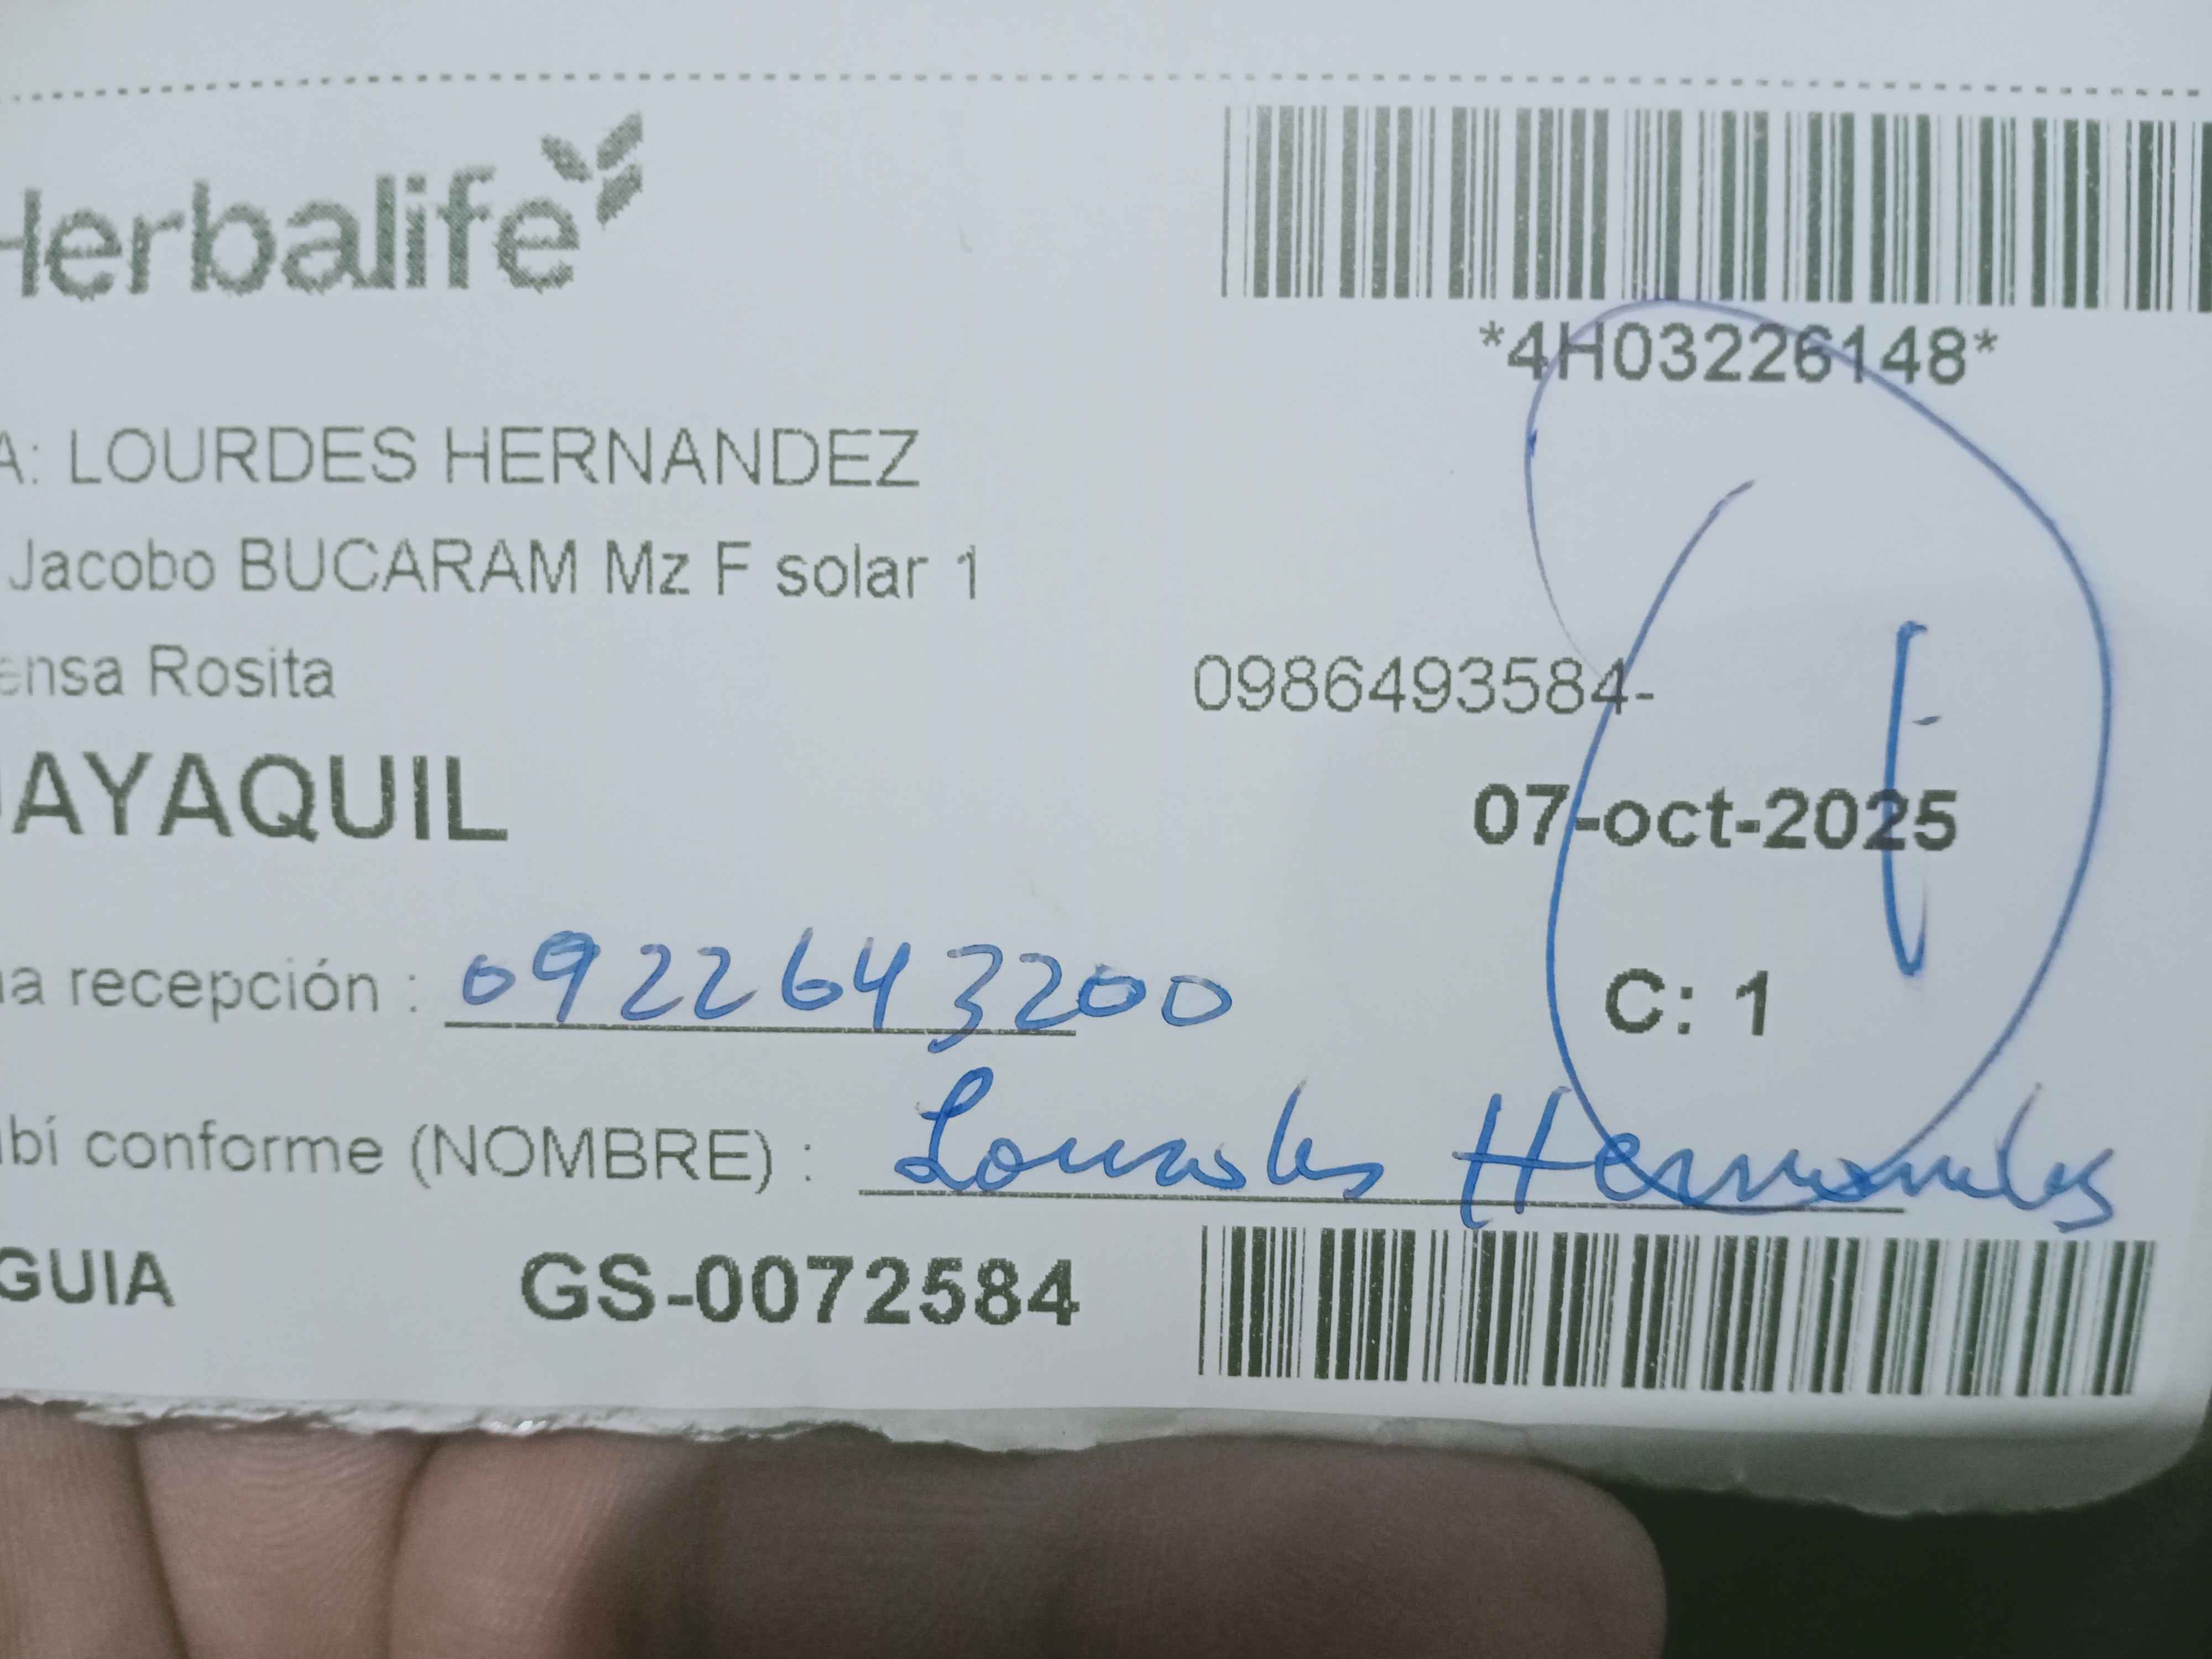 Herbalife
*4H03226148*
A: LOURDES HERNANDEZ
Jacobo BUCARAM Mz F solar 1
ensa Rosita
0986493584-
AYAQUIL
07-oct-2025
C: 1
a recepción : 0922643200
bí conforme (NOMBRE) : Lourdes Hernandes
GUIA GS-0072584